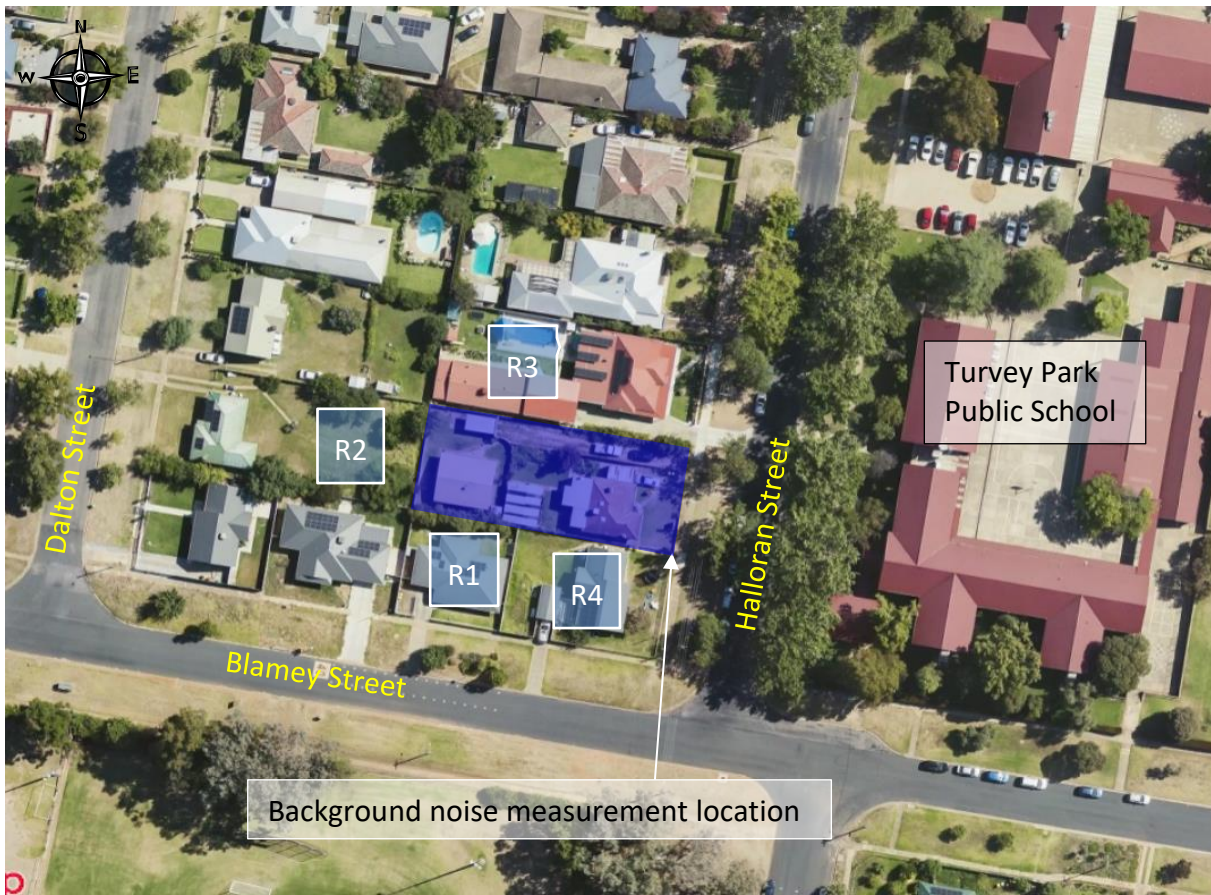 N
W E
S
R3
Turvey Park
Public School
R2
Dalton Street
Halloran Street
R1
R4
Blamey Street
Background noise measurement location